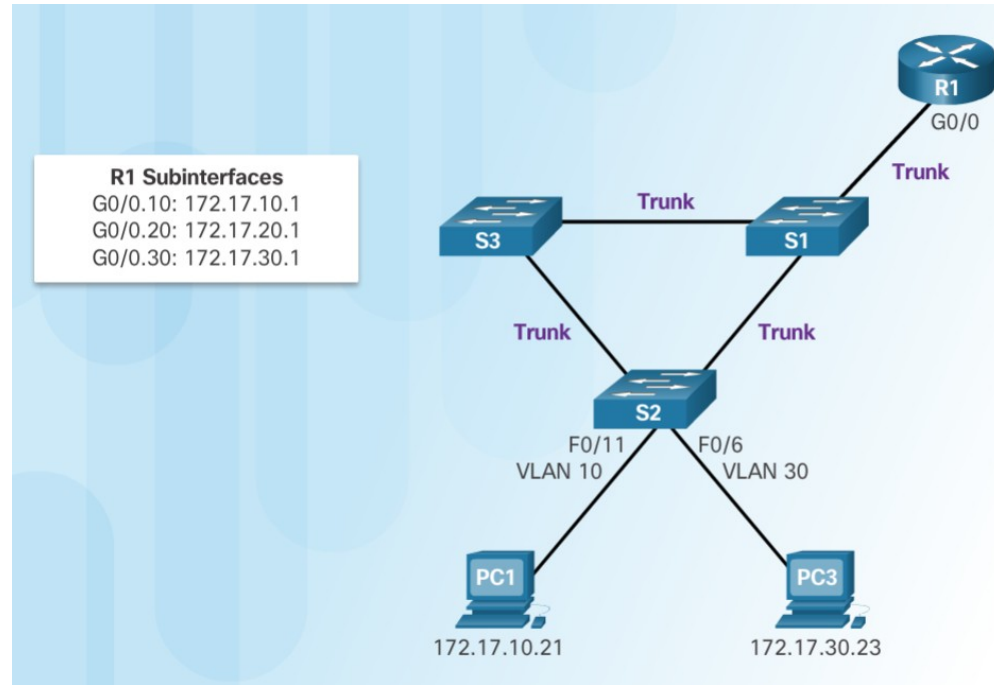 R1
G0/0
Trunk
R1 Subinterfaces
G0/0.10: 172.17.10.1
G0/0.20: 172.17.20.1
G0/0.30: 172.17.30.1
Trunk
S3
S1
Trunk
Trunk
S2
F0/11
F0/6
VLAN 10
VLAN 30
PC1
PC3
172.17.10.21
172.17.30.23